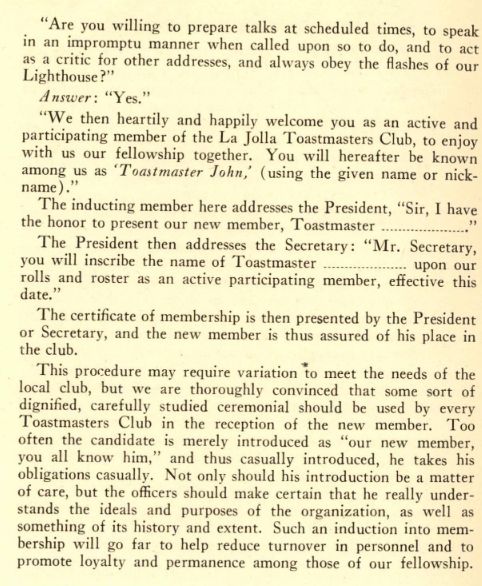 "Are you willing to prepare talks at scheduled times, to speak
in an impromptu manner when called upon so to do, and to act
as a critic for other addresses, and always obey the flashes of our
Lighthouse?"
Answer: "Yes."
"We then heartily and happily welcome you as an active and
participating member of the La Jolla Toastmasters Club, to enjoy
with us our fellowship together. You will hereafter be known
among us as 'Toastmaster John,' (using the given name or nick-
name)."
The inducting member here addresses the President, "Sir, I have
the honor to present our new member, Toastmaster ....................."
The President then addresses the Secretary: "Mr. Secretary,
you will inscribe the name of Toastmaster ..................... upon our
rolls and roster as an active participating member, effective this
date."
The certificate of membership is then presented by the President
or Secretary, and the new member is thus assured of his place in
the club.
This procedure may require variation to meet the needs of the
local club, but we are thoroughly convinced that some sort of
dignified, carefully studied ceremonial should be used by every
Toastmasters Club in the reception of the new member. Too
often the candidate is merely introduced as "our new member,
you all know him," and thus casually introduced, he takes his
obligations casually. Not only should his introduction be a matter
of care, but the officers should make certain that he really under-
stands the ideals and purposes of the organization, as well as
something of its history and extent. Such an induction into mem-
bership will go far to help reduce turnover in personnel and to
promote loyalty and permanence among those of our fellowship.